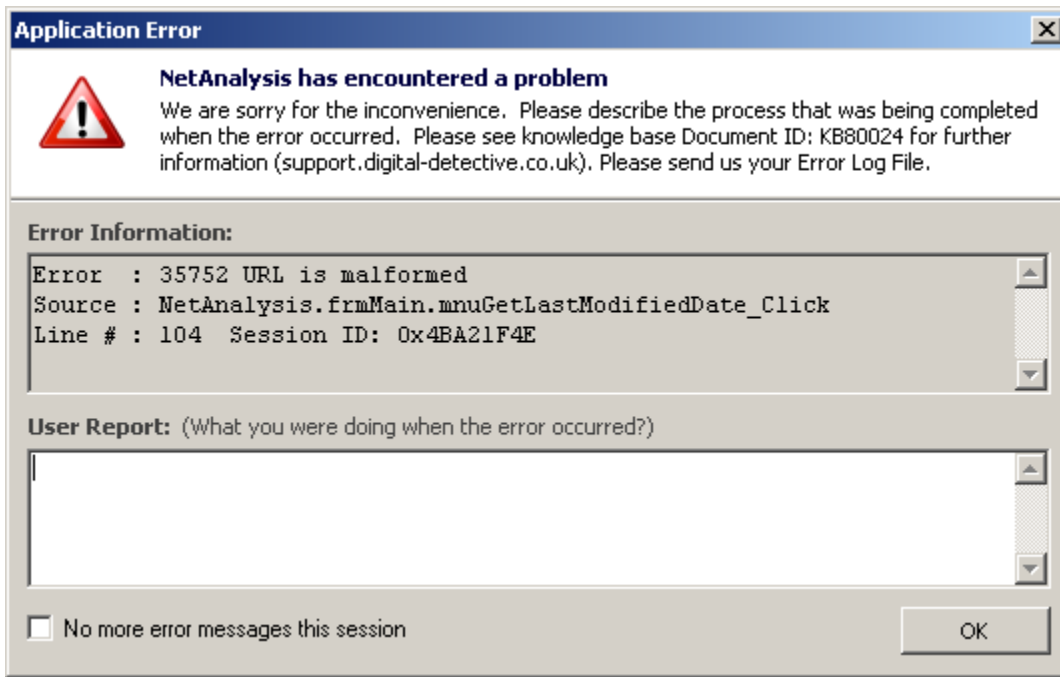 Application Error
NetAnalysis has encountered a problem
We are sorry for the inconvenience.  Please describe the process that was being completed
when the error occurred.  Please see knowledge base Document ID: KB80024 for further
information (support.digital-detective.co.uk). Please send us your Error Log File.
Error Information:
Error  : 35752 URL is malformed
Source : NetAnalysis.frmMain.mnuGetLastModifiedDate_Click
Line # : 104  Session ID: 0x4BA21F4E
User Report: (What you were doing when the error occurred?)
No more error messages this session
OK